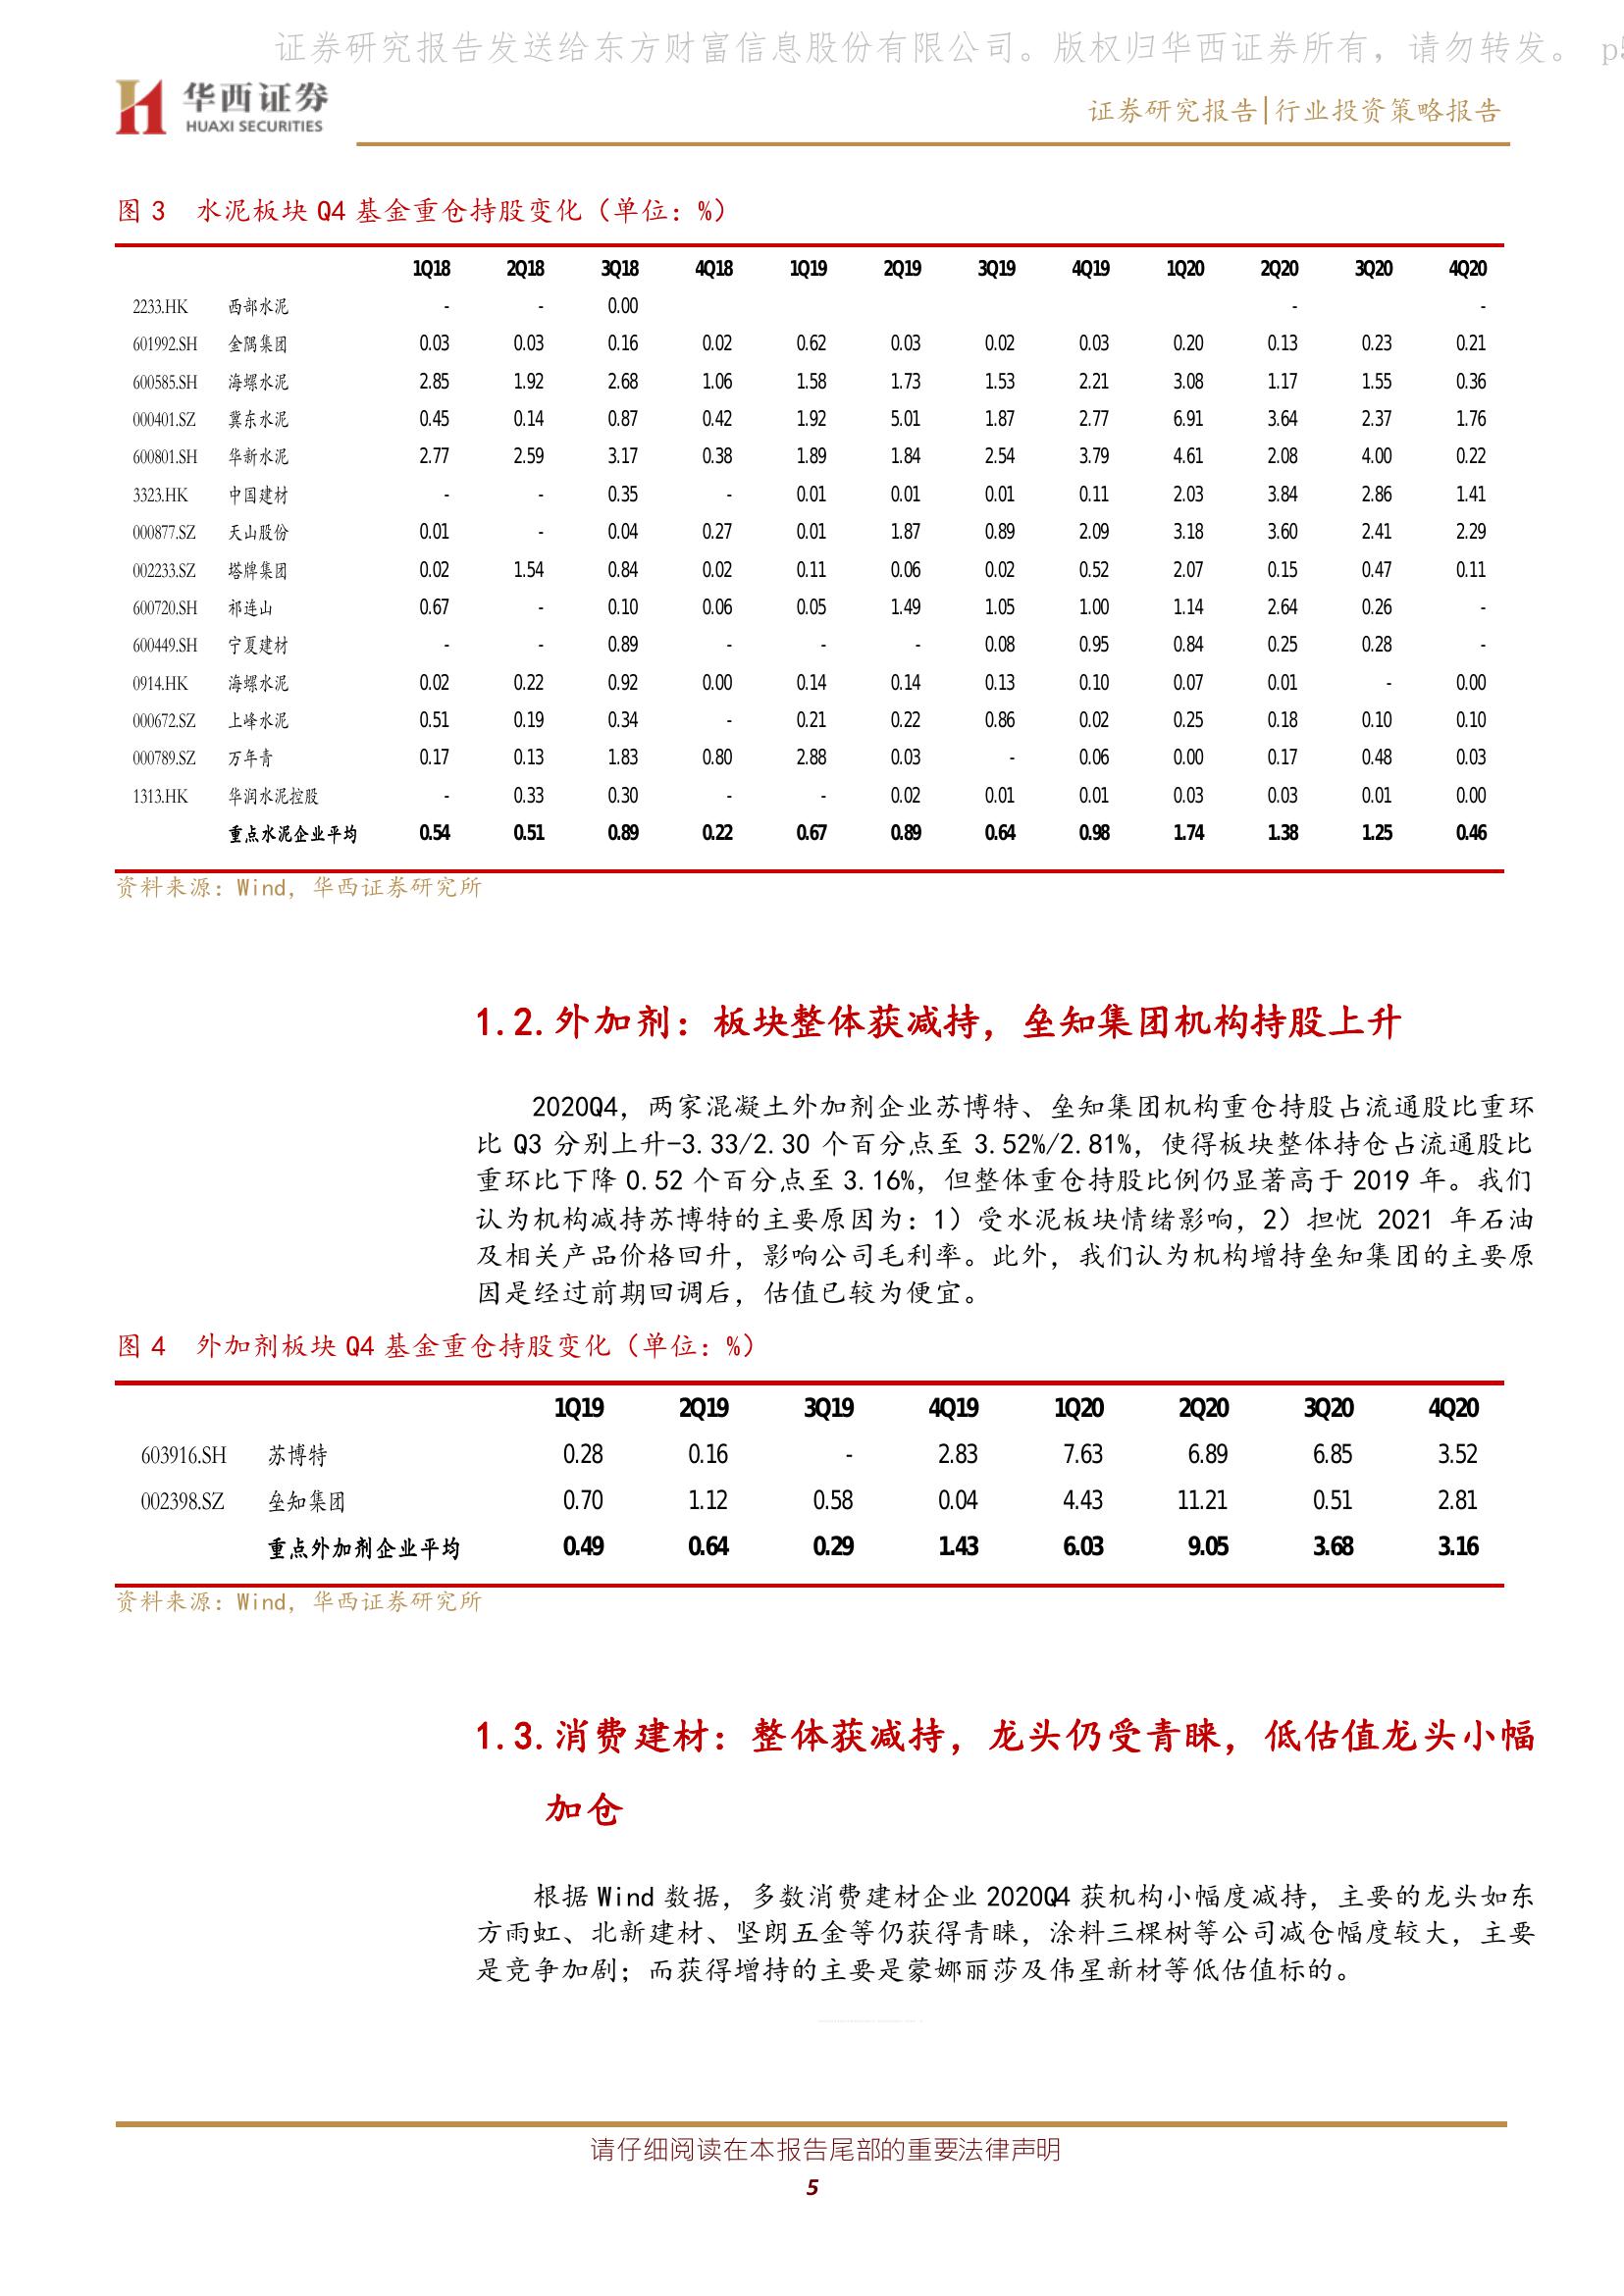 证券研究报告发送给东方财富信息股份有限公司。版权归华西证券所有，请勿转发。 p5
华西证券
HUAXI SECURITIES
证券研究报告|行业投资策略报告
图 3 水泥板块 Q4 基金重仓持股变化（单位：%）
1Q18 2Q18 3Q18 4Q18 1Q19 2Q19 3Q19 4Q19 1Q20 2Q20 3Q20 4Q20
2233.HK 西部水泥 - - 0.00 - -
601992.SH 金隅集团 0.03 0.03 0.16 0.02 0.62 0.03 0.02 0.03 0.20 0.13 0.23 0.21
600585.SH 海螺水泥 2.85 1.92 2.68 1.06 1.58 1.73 1.53 2.21 3.08 1.17 1.55 0.36
000401.SZ 冀东水泥 0.45 0.14 0.87 0.42 1.92 5.01 1.87 2.77 6.91 3.64 2.37 1.76
600801.SH 华新水泥 2.77 2.59 3.17 0.38 1.89 1.84 2.54 3.79 4.61 2.08 4.00 0.22
3323.HK 中国建材 - - 0.35 - 0.01 0.01 0.01 0.11 2.03 3.84 2.86 1.41
000877.SZ 天山股份 0.01 - 0.04 0.27 0.01 1.87 0.89 2.09 3.18 3.60 2.41 2.29
002233.SZ 塔牌集团 0.02 1.54 0.84 0.02 0.11 0.06 0.02 0.52 2.07 0.15 0.47 0.11
600720.SH 祁连山 0.67 - 0.10 0.06 0.05 1.49 1.05 1.00 1.14 2.64 0.26 -
600449.SH 宁夏建材 - - 0.89 - - - 0.08 0.95 0.84 0.25 0.28 -
0914.HK 海螺水泥 0.02 0.22 0.92 0.00 0.14 0.14 0.13 0.10 0.07 0.01 - 0.00
000672.SZ 上峰水泥 0.51 0.19 0.34 - 0.21 0.22 0.86 0.02 0.25 0.18 0.10 0.10
000789.SZ 万年青 0.17 0.13 1.83 0.80 2.88 0.03 - 0.06 0.00 0.17 0.48 0.03
1313.HK 华润水泥控股 - 0.33 0.30 - - 0.02 0.01 0.01 0.03 0.03 0.01 0.00
重点水泥企业平均 0.54 0.51 0.89 0.22 0.67 0.89 0.64 0.98 1.74 1.38 1.25 0.46
资料来源：Wind，华西证券研究所
1.2.外加剂：板块整体获减持，垒知集团机构持股上升
2020Q4，两家混凝土外加剂企业苏博特、垒知集团机构重仓持股占流通股比重环
比 Q3 分别上升-3.33/2.30 个百分点至 3.52%/2.81%，使得板块整体持仓占流通股比
重环比下降 0.52 个百分点至 3.16%，但整体重仓持股比例仍显著高于 2019 年。我们
认为机构减持苏博特的主要原因为：1）受水泥板块情绪影响，2）担忧 2021 年石油
及相关产品价格回升，影响公司毛利率。此外，我们认为机构增持垒知集团的主要原
因是经过前期回调后，估值已较为便宜。
图 4 外加剂板块 Q4 基金重仓持股变化（单位：%）
1Q19 2Q19 3Q19 4Q19 1Q20 2Q20 3Q20 4Q20
603916.SH 苏博特 0.28 0.16 - 2.83 7.63 6.89 6.85 3.52
002398.SZ 垒知集团 0.70 1.12 0.58 0.04 4.43 11.21 0.51 2.81
重点外加剂企业平均 0.49 0.64 0.29 1.43 6.03 9.05 3.68 3.16
资料来源：Wind，华西证券研究所
1.3.消费建材：整体获减持，龙头仍受青睐，低估值龙头小幅
加仓
根据 Wind 数据，多数消费建材企业 2020Q4 获机构小幅度减持，主要的龙头如东
方雨虹、北新建材、坚朗五金等仍获得青睐，涂料三棵树等公司减仓幅度较大，主要
是竞争加剧；而获得增持的主要是蒙娜丽莎及伟星新材等低估值标的。
请仔细阅读在本报告尾部的重要法律声明
5